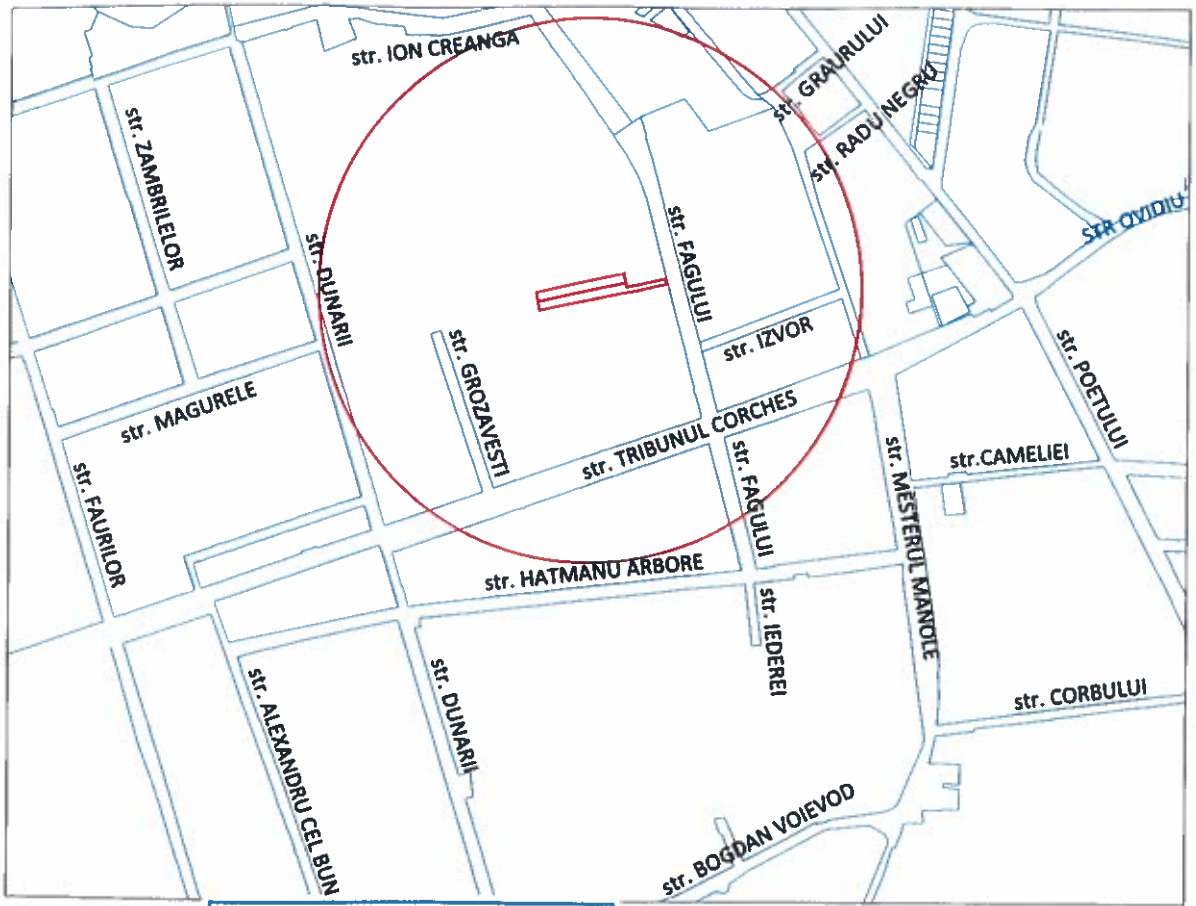 str. ION CREANGA
str. GRAURULUI
str. RADU NEGRU
str. ZAMBRILELOR
STR OVIDIU
str. FAGULUI
str. DUNARII
str. IZVOR
str. GROZAVESTI
str. POETULUI
str. MAGURELE
str. TRIBUNUL CORCHES
str. MESTERUL MANOLE
str.CAMELIEI
str. FAURILOR
str. FAGULUI
str. HATMANU ARBORE
str. IEDEREI
str. DUNARII
str. ALEXANDRU CEL BUN
str. CORBULUI
str. BOGDAN VOIEVOD